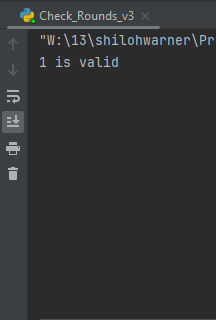 Check_Rounds_v3
"W:\13\shilohwarner\Pr
1 is valid